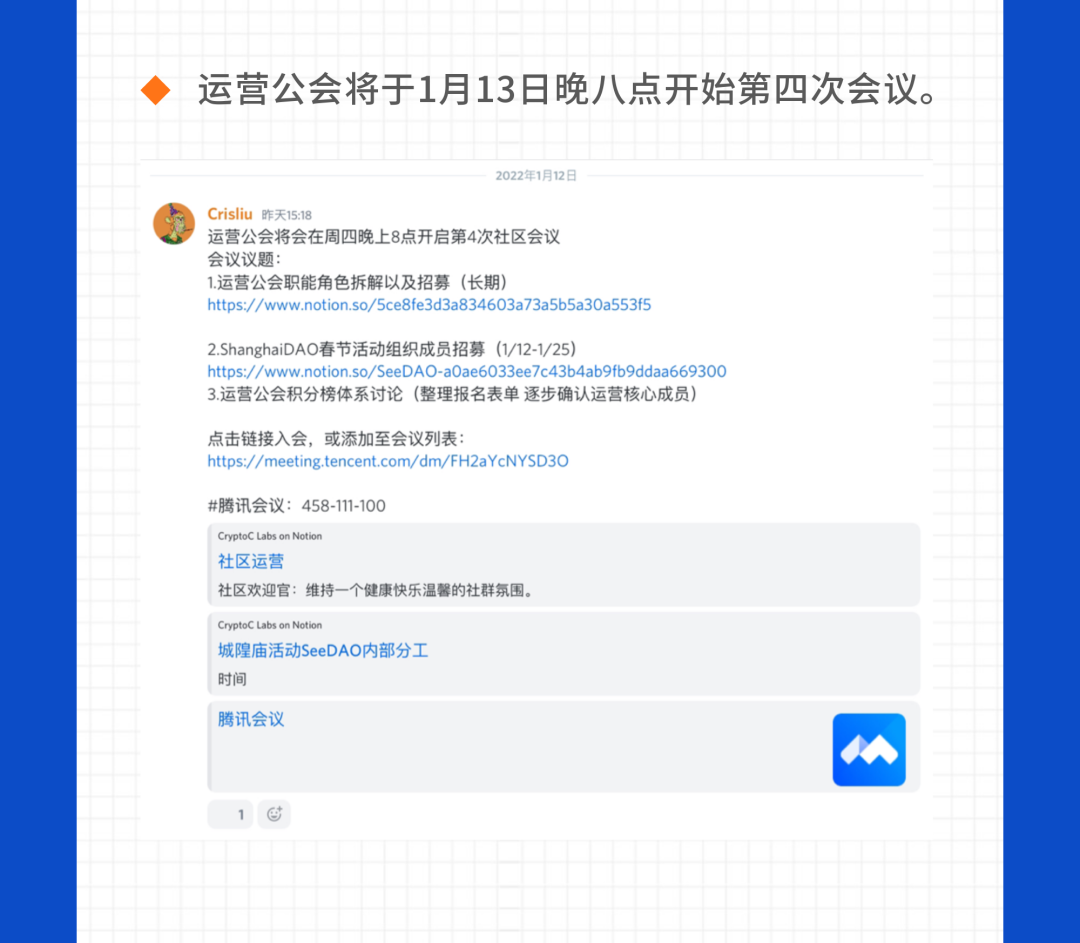 运营公会将于1月13日晚八点开始第四次会议。
2022年1月12日
Crisliu 昨天15:18
运营公会将会在周四晚上8点开启第4次社区会议
会议议题：
1.运营公会职能角色拆解以及招募（长期）
https://www.notion.so/5ce8fe3d3a834603a73a5b5a30a553f5
2.ShanghaiDAO春节活动组织成员招募（1/12-1/25）
https://www.notion.so/SeeDAO-a0ae6033ee7c43b4ab9fb9ddaa669300
3.运营公会积分榜体系讨论（整理报名表单 逐步确认运营核心成员）
点击链接入会，或添加至会议列表：
https://meeting.tencent.com/dm/FH2aYcNYSD3O
#腾讯会议：458-111-100
CryptoC Labs on Notion
社区运营
社区欢迎官：维持一个健康快乐温馨的社群氛围。
CryptoC Labs on Notion
城隍庙活动SeeDAO内部分工
时间
腾讯会议
1